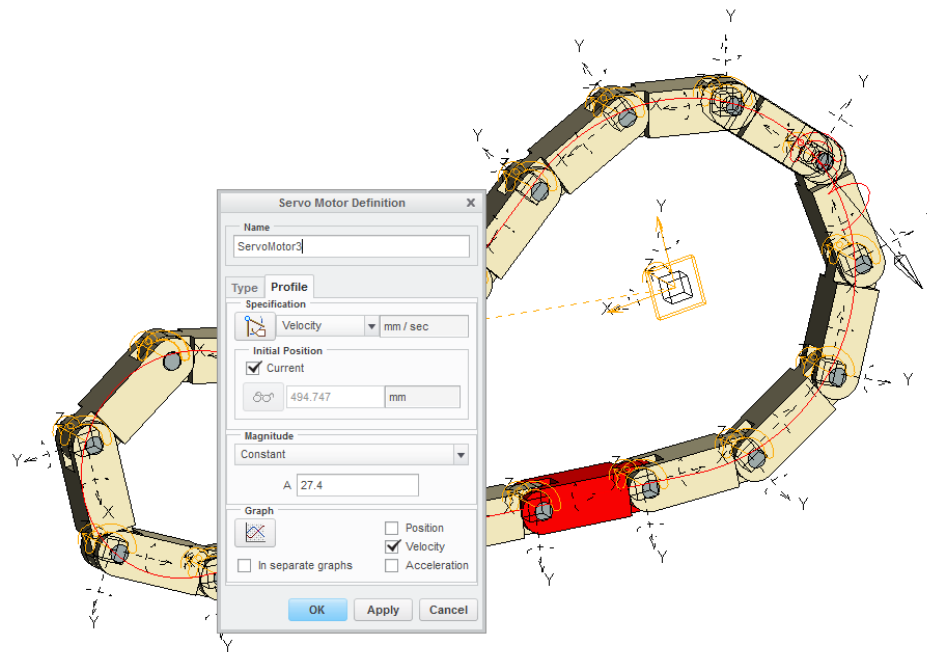 Servo Motor Definition X
Name
ServoMotor3
Type Profile
Specification
Velocity mm / sec
Initial Position
Current
494.747 mm
Magnitude
Constant
A 27.4
Graph
Position
Velocity
In separate graphs Acceleration
OK Apply Cancel
Y
Y
Y
Y
Y
Y
Z
X
Y
Y
Y
Y
Y
Y
Y
Y